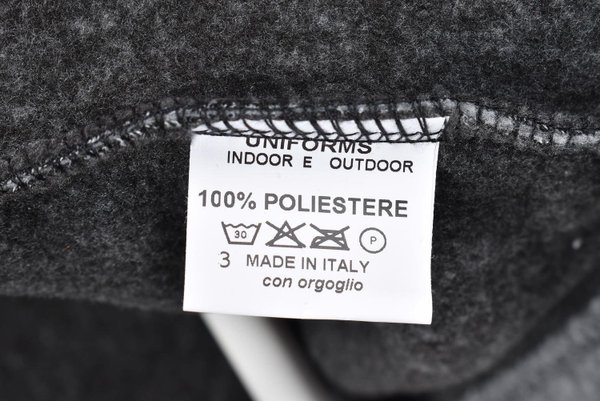 UNIFORMS
INDOOR E OUTDOOR
100% POLIESTERE
30 P
3 MADE IN ITALY
con orgoglio